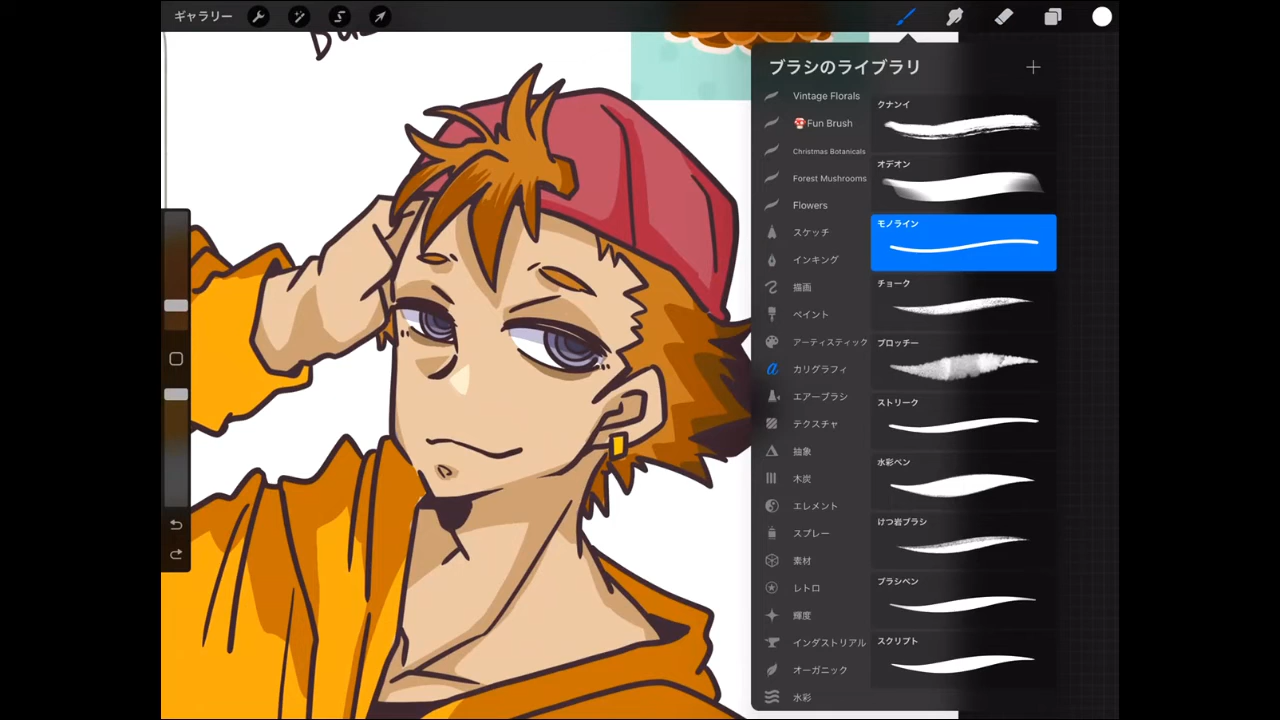 ギャラリー
ブラシのライブラリ
Vintage Florals
🍄Fun Brush
Christmas Botanicals
Forest Mushrooms
Flowers
スケッチ
インキング
描画
ペイント
アーティスティック
カリグラフィ
エアーブラシ
テクスチャ
抽象
木炭
エレメント
スプレー
素材
レトロ
輝度
インダストリアル
オーガニック
水彩
クナンイ
オデオン
モノライン
チョーク
ブロッチー
ストリーク
水彩ペン
けつ岩ブラシ
ブラシペン
スクリプト